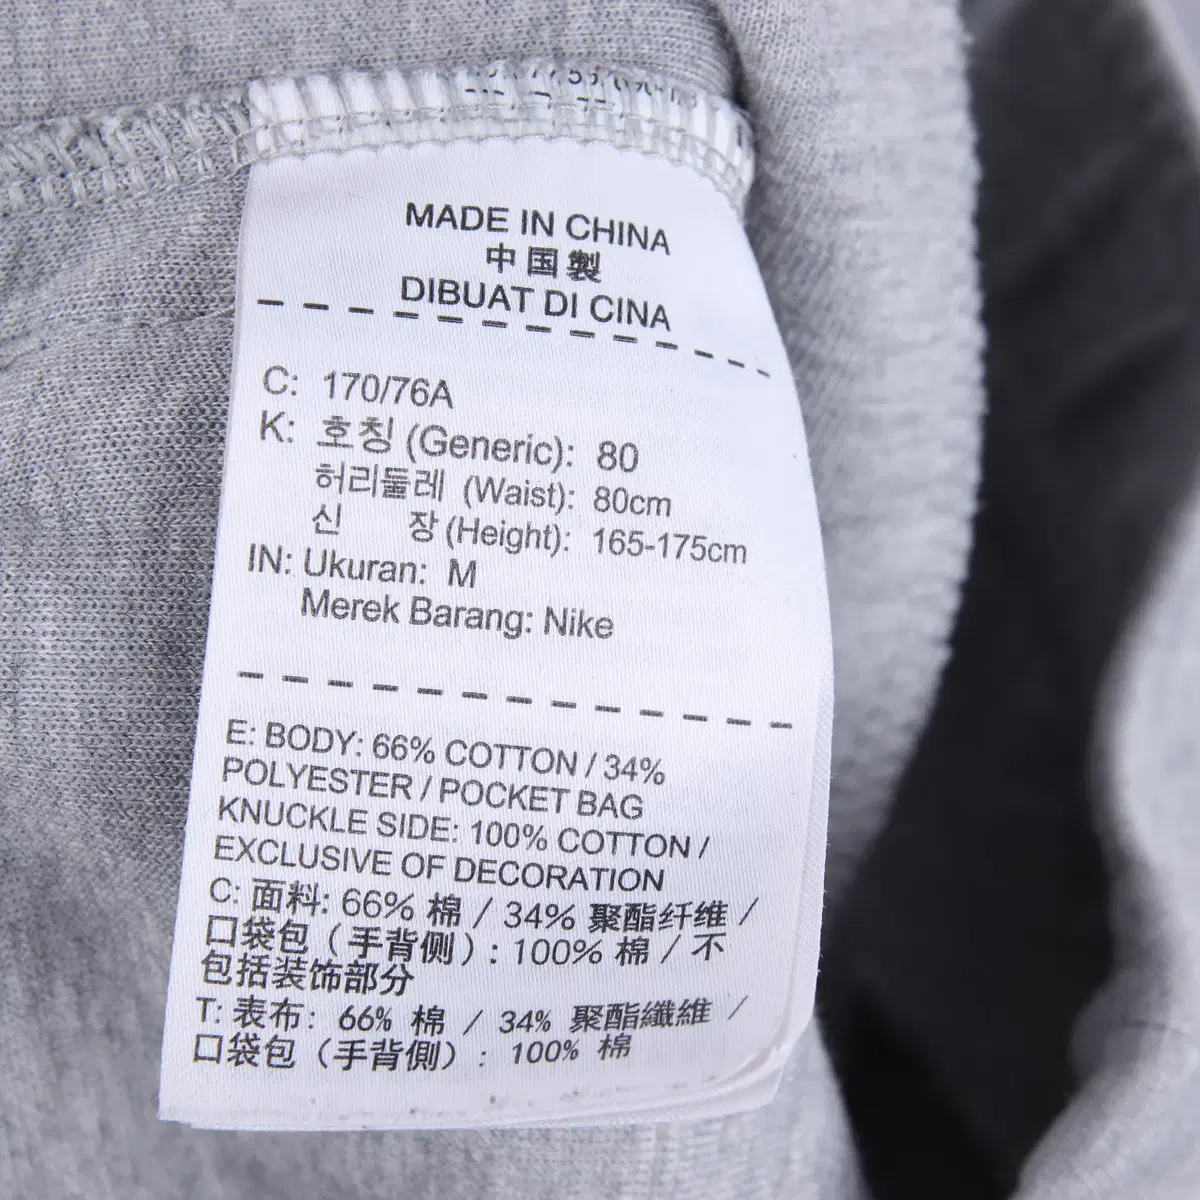 MADE IN CHINA
中国製
DIBUAT DI CINA
C: 170/76A
K: 호칭 (Generic): 80
허리둘레 (Waist): 80cm
신 장 (Height): 165-175cm
IN: Ukuran: M
Merek Barang: Nike
E: BODY: 66% COTTON / 34%
POLYESTER / POCKET BAG
KNUCKLE SIDE: 100% COTTON /
EXCLUSIVE OF DECORATION
C: 面料: 66% 棉 / 34% 聚酯纤维 /
口袋包 (手背侧) : 100% 棉 / 不
包括装饰部分
T: 表布: 66% 棉 / 34% 聚酯纖維 /
口袋包 (手背側) : 100% 棉